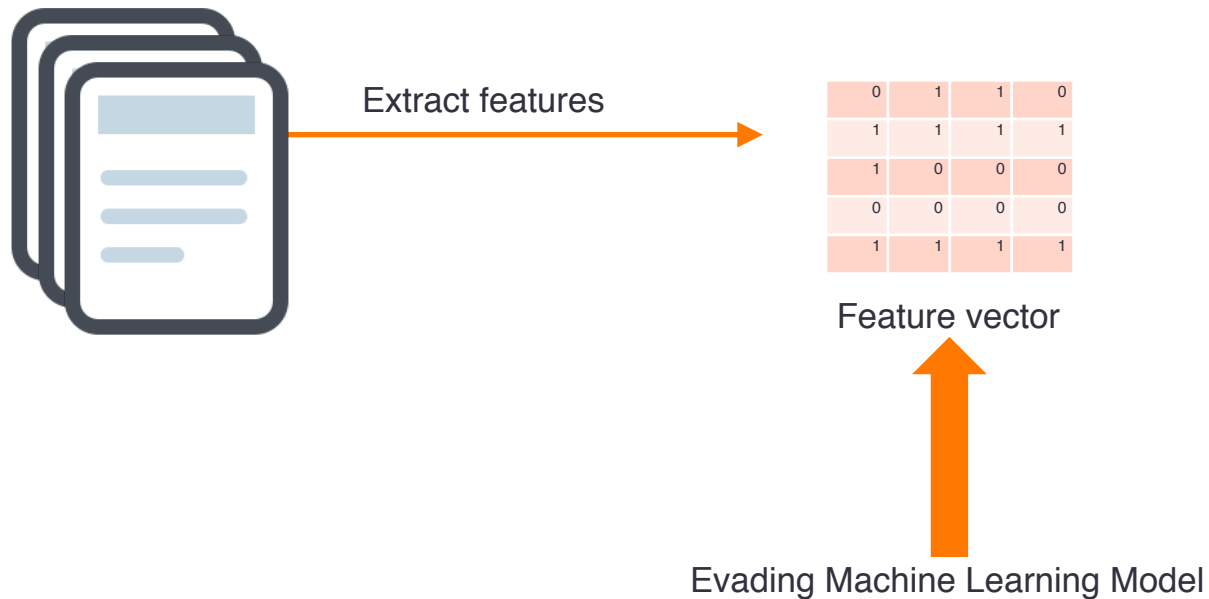 Extract features
0 1 1 0
1 1 1 1
1 0 0 0
0 0 0 0
1 1 1 1
Feature vector
Evading Machine Learning Model